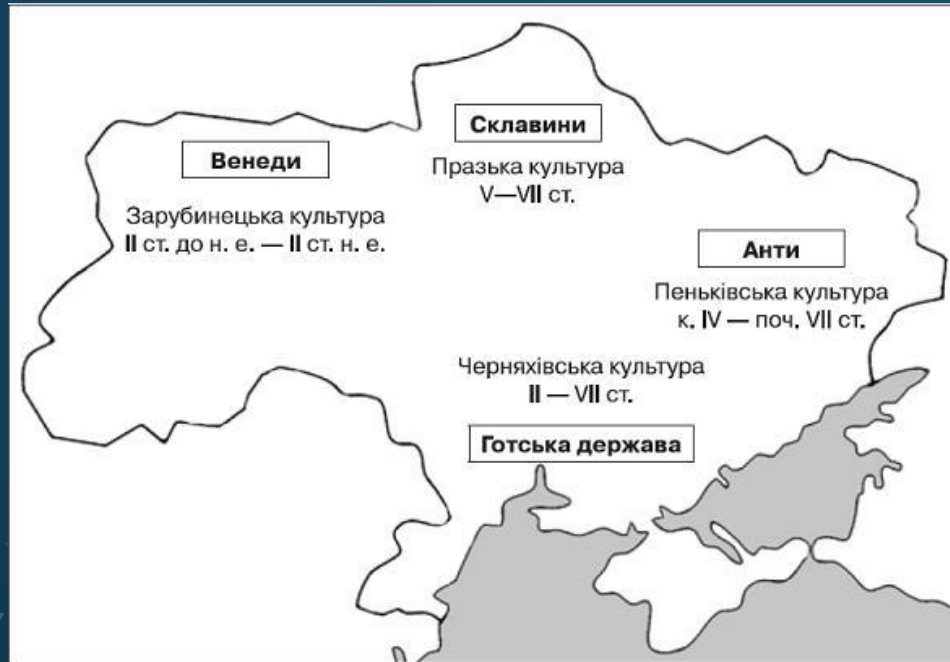 Склавини
Празька культура
V—VII ст.
Венеди
Зарубинецька культура
II ст. до н. е. — II ст. н. е.
Анти
Пеньківська культура
к. IV — поч. VII ст.
Черняхівська культура
II — VII ст.
Готська держава